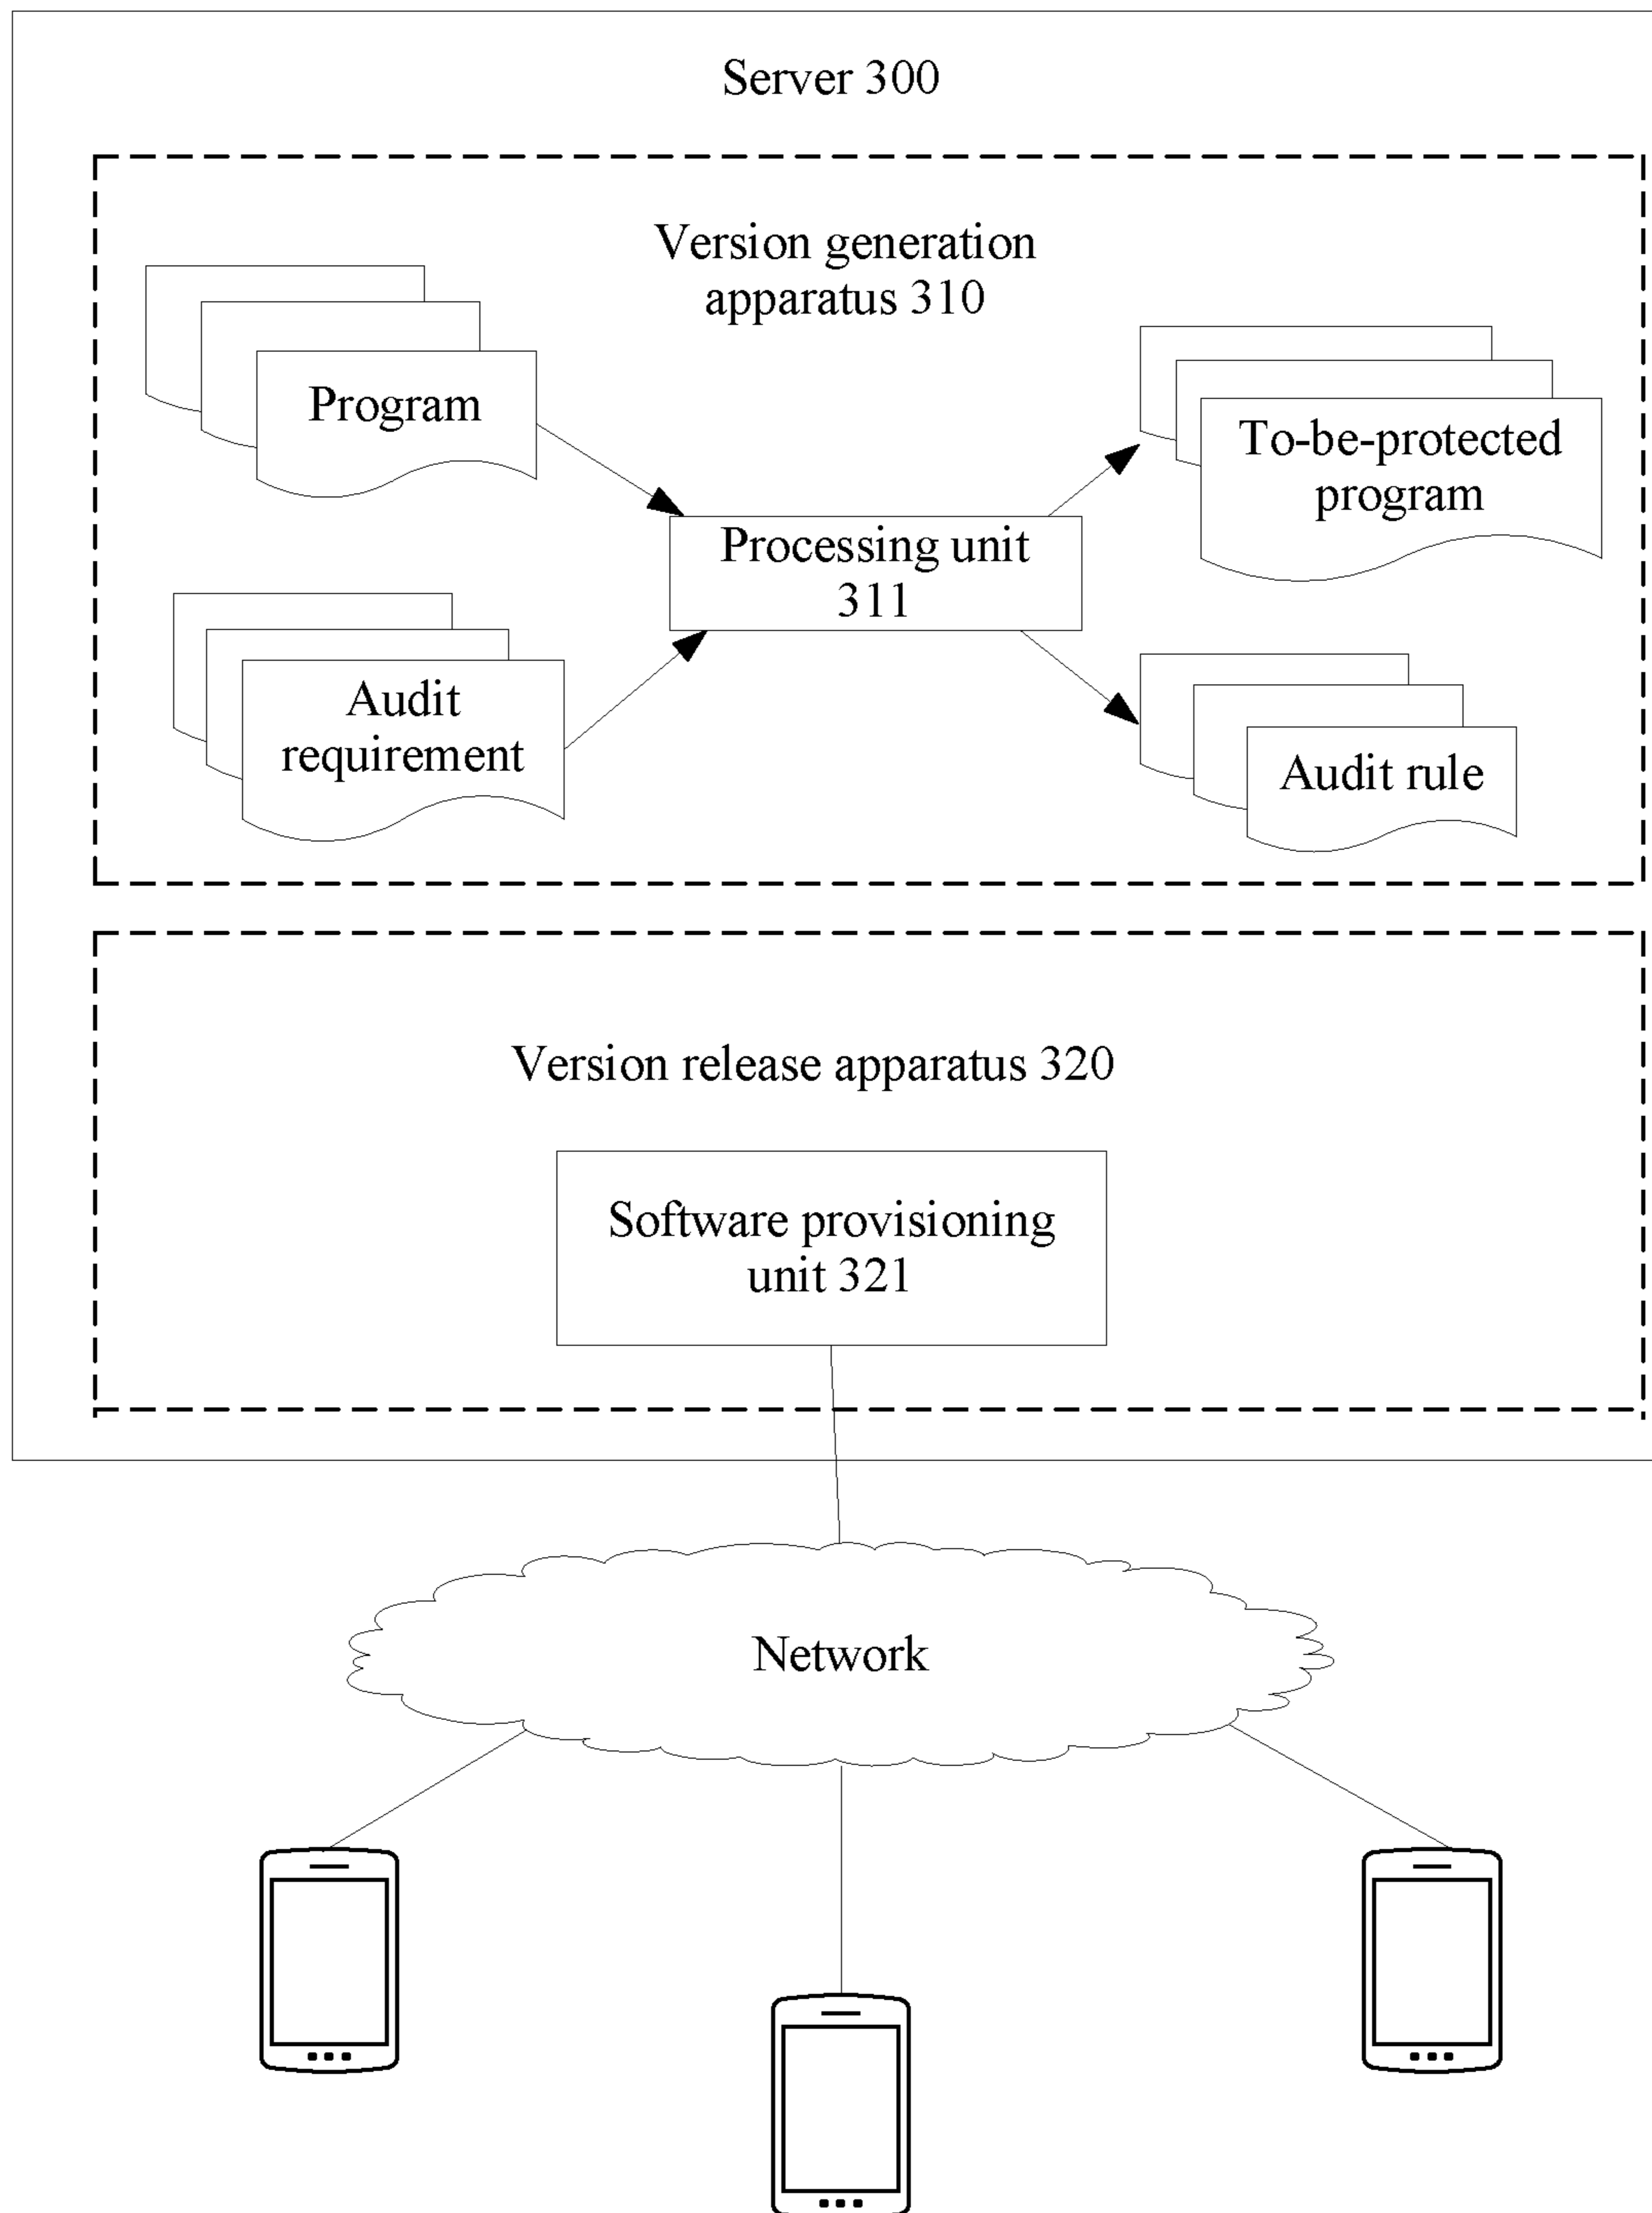 Server 300
Version generation
apparatus 310
Program
To-be-protected
program
Processing unit
311
Audit
requirement
Audit rule
Version release apparatus 320
Software provisioning
unit 321
Network